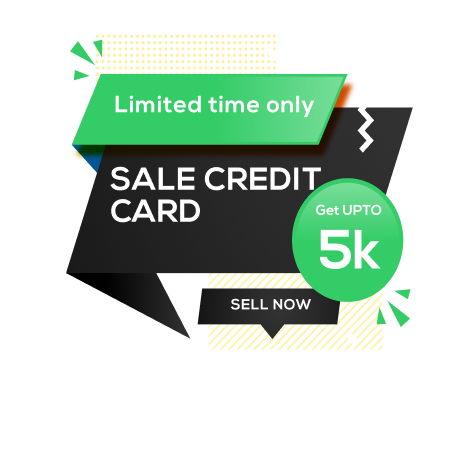 Limited time only
SALE CREDIT
CARD
Get UPTO
5k
SELL NOW